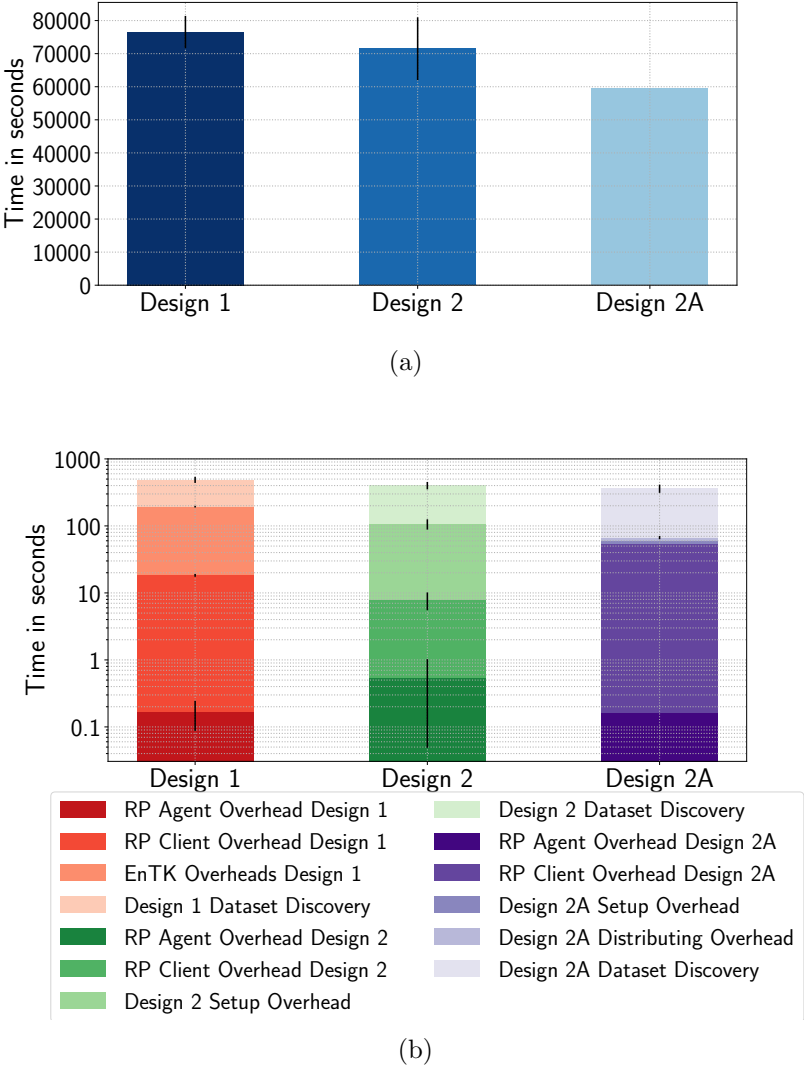 80000
70000
60000
50000
40000
30000
20000
10000
0
Time in seconds
Design 1 Design 2 Design 2A
(a)
1000
100
10
1
0.1
Time in seconds
Design 1 Design 2 Design 2A
RP Agent Overhead Design 1
RP Client Overhead Design 1
EnTK Overheads Design 1
Design 1 Dataset Discovery
RP Agent Overhead Design 2
RP Client Overhead Design 2
Design 2 Setup Overhead
Design 2 Dataset Discovery
RP Agent Overhead Design 2A
RP Client Overhead Design 2A
Design 2A Setup Overhead
Design 2A Distributing Overhead
Design 2A Dataset Discovery
(b)